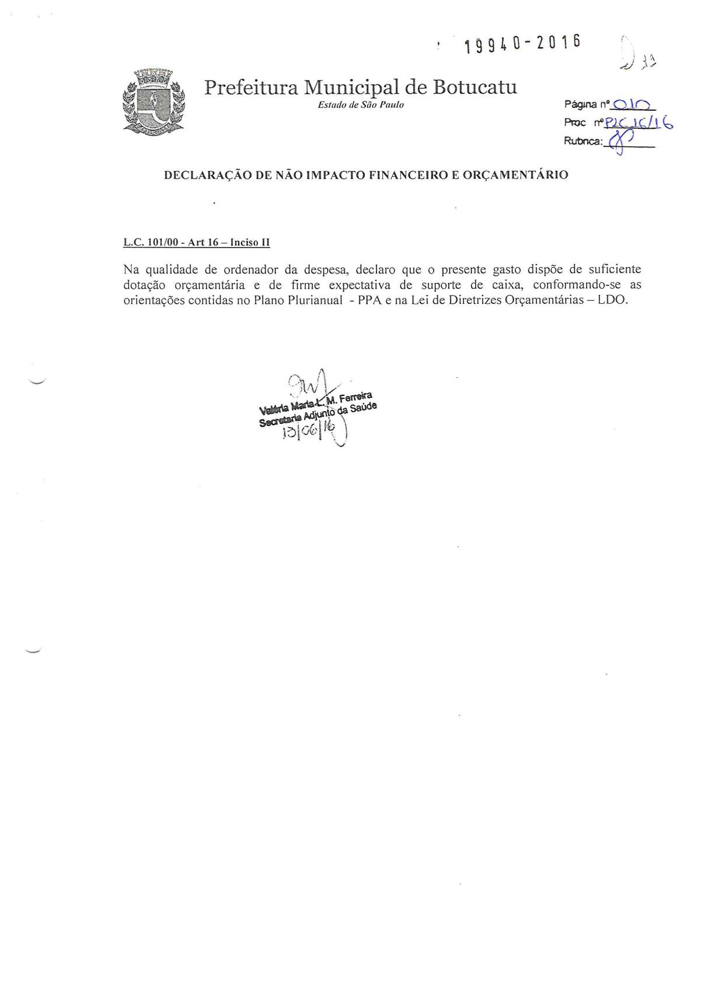 19940-2016
11
Prefeitura Municipal de Botucatu
Estado de São Paulo
Página nº 010
Proc nº PLC 16/16
Rubrica:
DECLARAÇÃO DE NÃO IMPACTO FINANCEIRO E ORÇAMENTÁRIO
L.C. 101/00 - Art 16 – Inciso II
Na qualidade de ordenador da despesa, declaro que o presente gasto dispõe de suficiente
dotação orçamentária e de firme expectativa de suporte de caixa, conformando-se as
orientações contidas no Plano Plurianual - PPA e na Lei de Diretrizes Orçamentárias – LDO.
Valéria Maria L. M. Ferreira
Secretaria Adjunto da Saúde
13/06/16